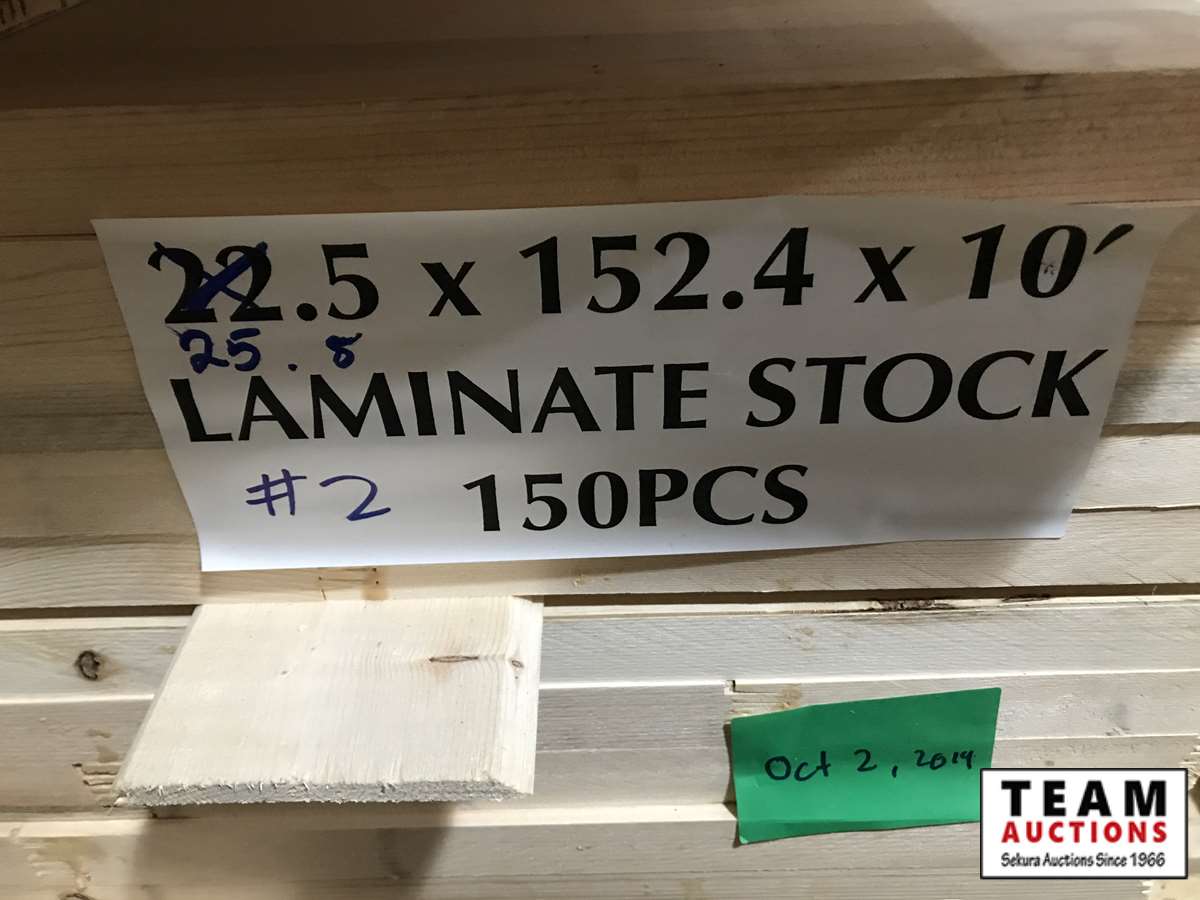 22.5 x 152.4 x 10′
25.8
LAMINATE STOCK
#2 150PCS
Oct 2, 2019
TEAM
AUCTIONS
Sekura Auctions Since 1966